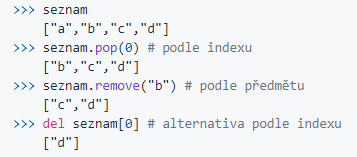 >>> seznam
["a","b","c","d"]
>>> seznam.pop(0) # podle indexu
["b","c","d"]
>>> seznam.remove("b") # podle předmětu
["c","d"]
>>> del seznam[0] # alternativa podle indexu
["d"]